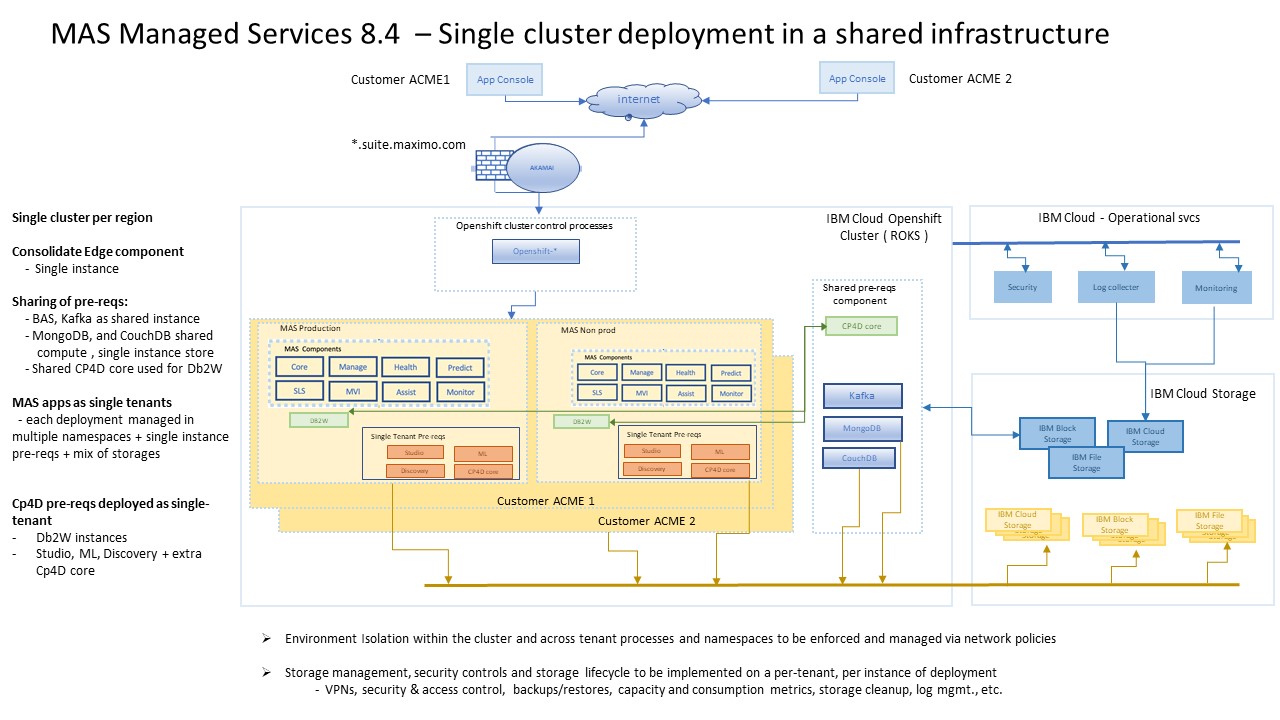 MAS Managed Services 8.4 – Single cluster deployment in a shared infrastructure
Customer ACME1
App Console
internet
App Console
Customer ACME 2
*.suite.maximo.com
AKAMAI
Single cluster per region
Consolidate Edge component
- Single instance
Sharing of pre-reqs:
- BAS, Kafka as shared instance
- MongoDB, and CouchDB shared
compute , single instance store
- Shared CP4D core used for Db2W
MAS apps as single tenants
- each deployment managed in
multiple namespaces + single instance
pre-reqs + mix of storages
Cp4D pre-reqs deployed as single-
tenant
- Db2W instances
- Studio, ML, Discovery + extra
Cp4D core
Openshift cluster control processes
Openshift-*
IBM Cloud Openshift
Cluster ( ROKS )
MAS Production
MAS Components
Core
Manage
Health
Predict
SLS
MVI
Assist
Monitor
DB2W
Single Tenant Pre-reqs
Studio
ML
Discovery
CP4D core
MAS Non prod
MAS Components
Core
Manage
Health
Predict
SLS
MVI
Assist
Monitor
DB2W
Single Tenant Pre-reqs
Studio
ML
Discovery
CP4D core
Customer ACME 1
Customer ACME 2
Shared pre-reqs
component
CP4D core
Kafka
MongoDB
CouchDB
IBM Cloud - Operational svcs
Security
Log collecter
Monitoring
IBM Cloud Storage
IBM Block
Storage
IBM Cloud
Storage
IBM File
Storage
IBM Cloud
Storage
IBM Block
Storage
IBM File
Storage
➢ Environment Isolation within the cluster and across tenant processes and namespaces to be enforced and managed via network policies
➢ Storage management, security controls and storage lifecycle to be implemented on a per-tenant, per instance of deployment
- VPNs, security & access control, backups/restores, capacity and consumption metrics, storage cleanup, log mgmt., etc.